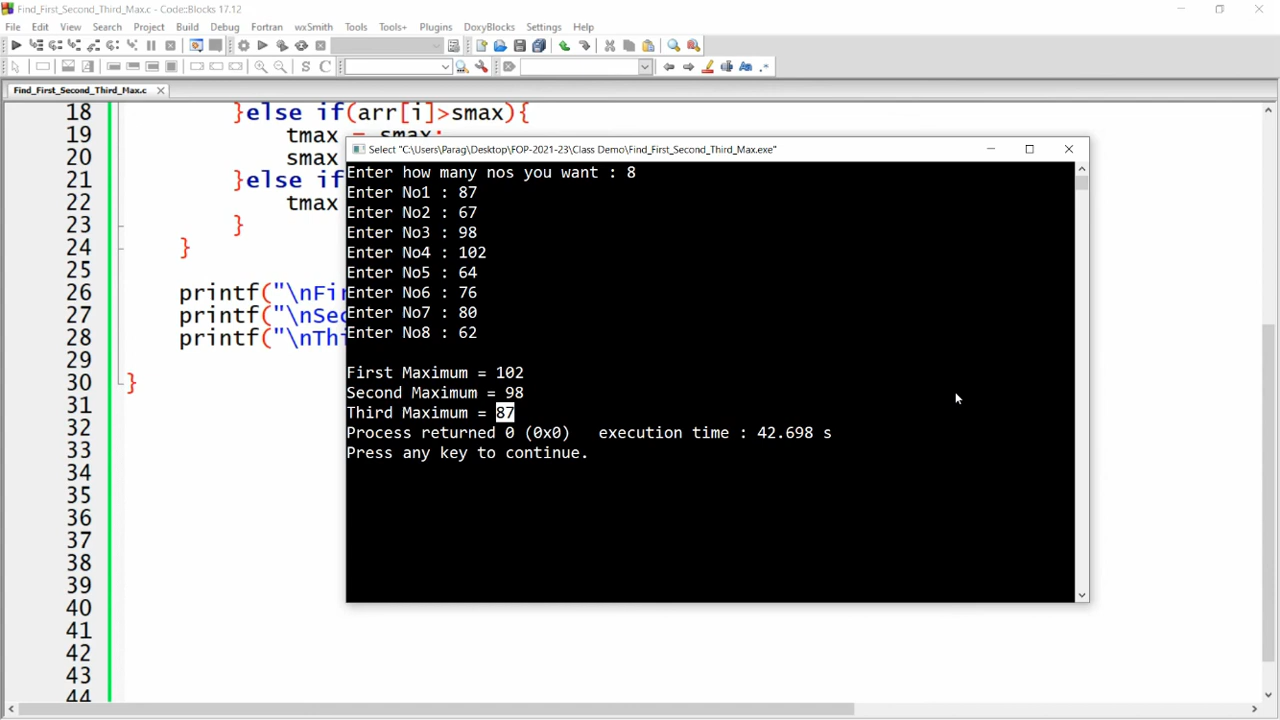 Find_First_Second_Third_Max.c - Code::Blocks 17.12
File Edit View Search Project Build Debug Fortran wxSmith Tools Tools+ Plugins DoxyBlocks Settings Help
Find_First_Second_Third_Max.c
18 }else if(arr[i]>smax){
19 tmax = smax;
20 smax
21 }else if
22 tmax
23 }
24 }
25
26 printf("\nFir
27 printf("\nSec
28 printf("\nThi
29
30 }
31
32
33
34
35
36
37
38
39
40
41
42
43
44
Select "C:\Users\Parag\Desktop\FOP-2021-23\Class Demo\Find_First_Second_Third_Max.exe"
Enter how many nos you want : 8
Enter No1 : 87
Enter No2 : 67
Enter No3 : 98
Enter No4 : 102
Enter No5 : 64
Enter No6 : 76
Enter No7 : 80
Enter No8 : 62
First Maximum = 102
Second Maximum = 98
Third Maximum = 87
Process returned 0 (0x0) execution time : 42.698 s
Press any key to continue.